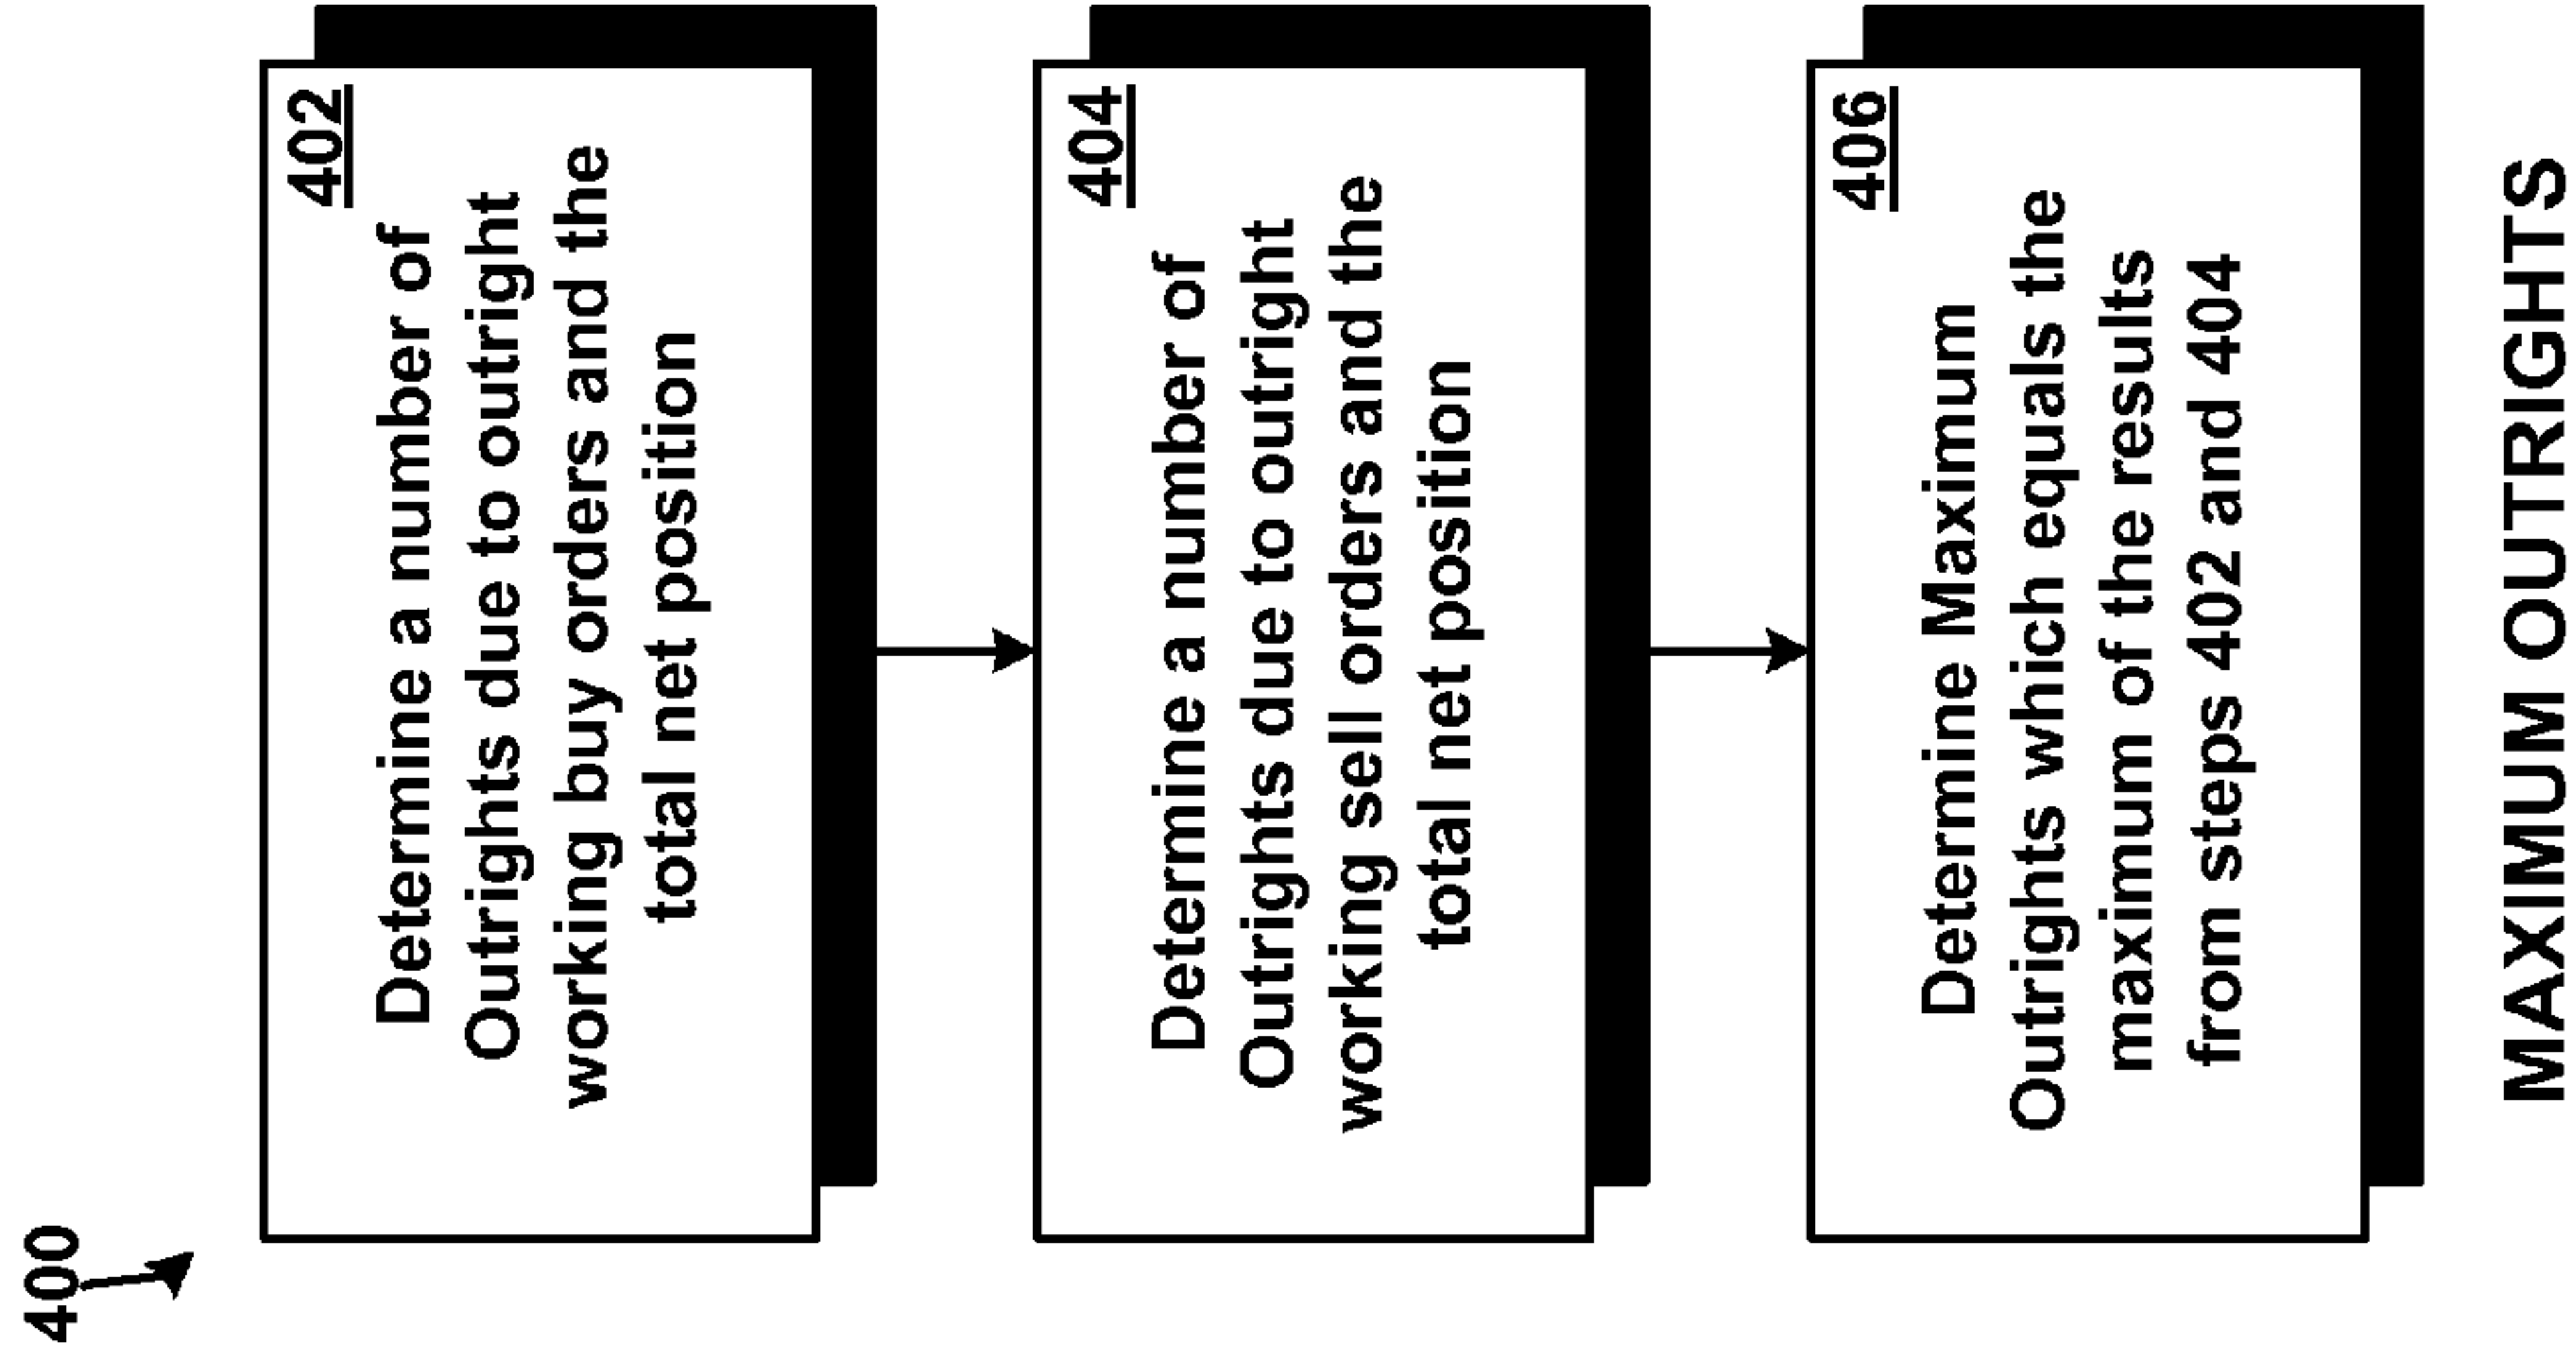 400
402
Determine a number of
Outrights due to outright
working buy orders and the
total net position
404
Determine a number of
Outrights due to outright
working sell orders and the
total net position
406
Determine Maximum
Outrights which equals the
maximum of the results
from steps 402 and 404
MAXIMUM OUTRIGHTS